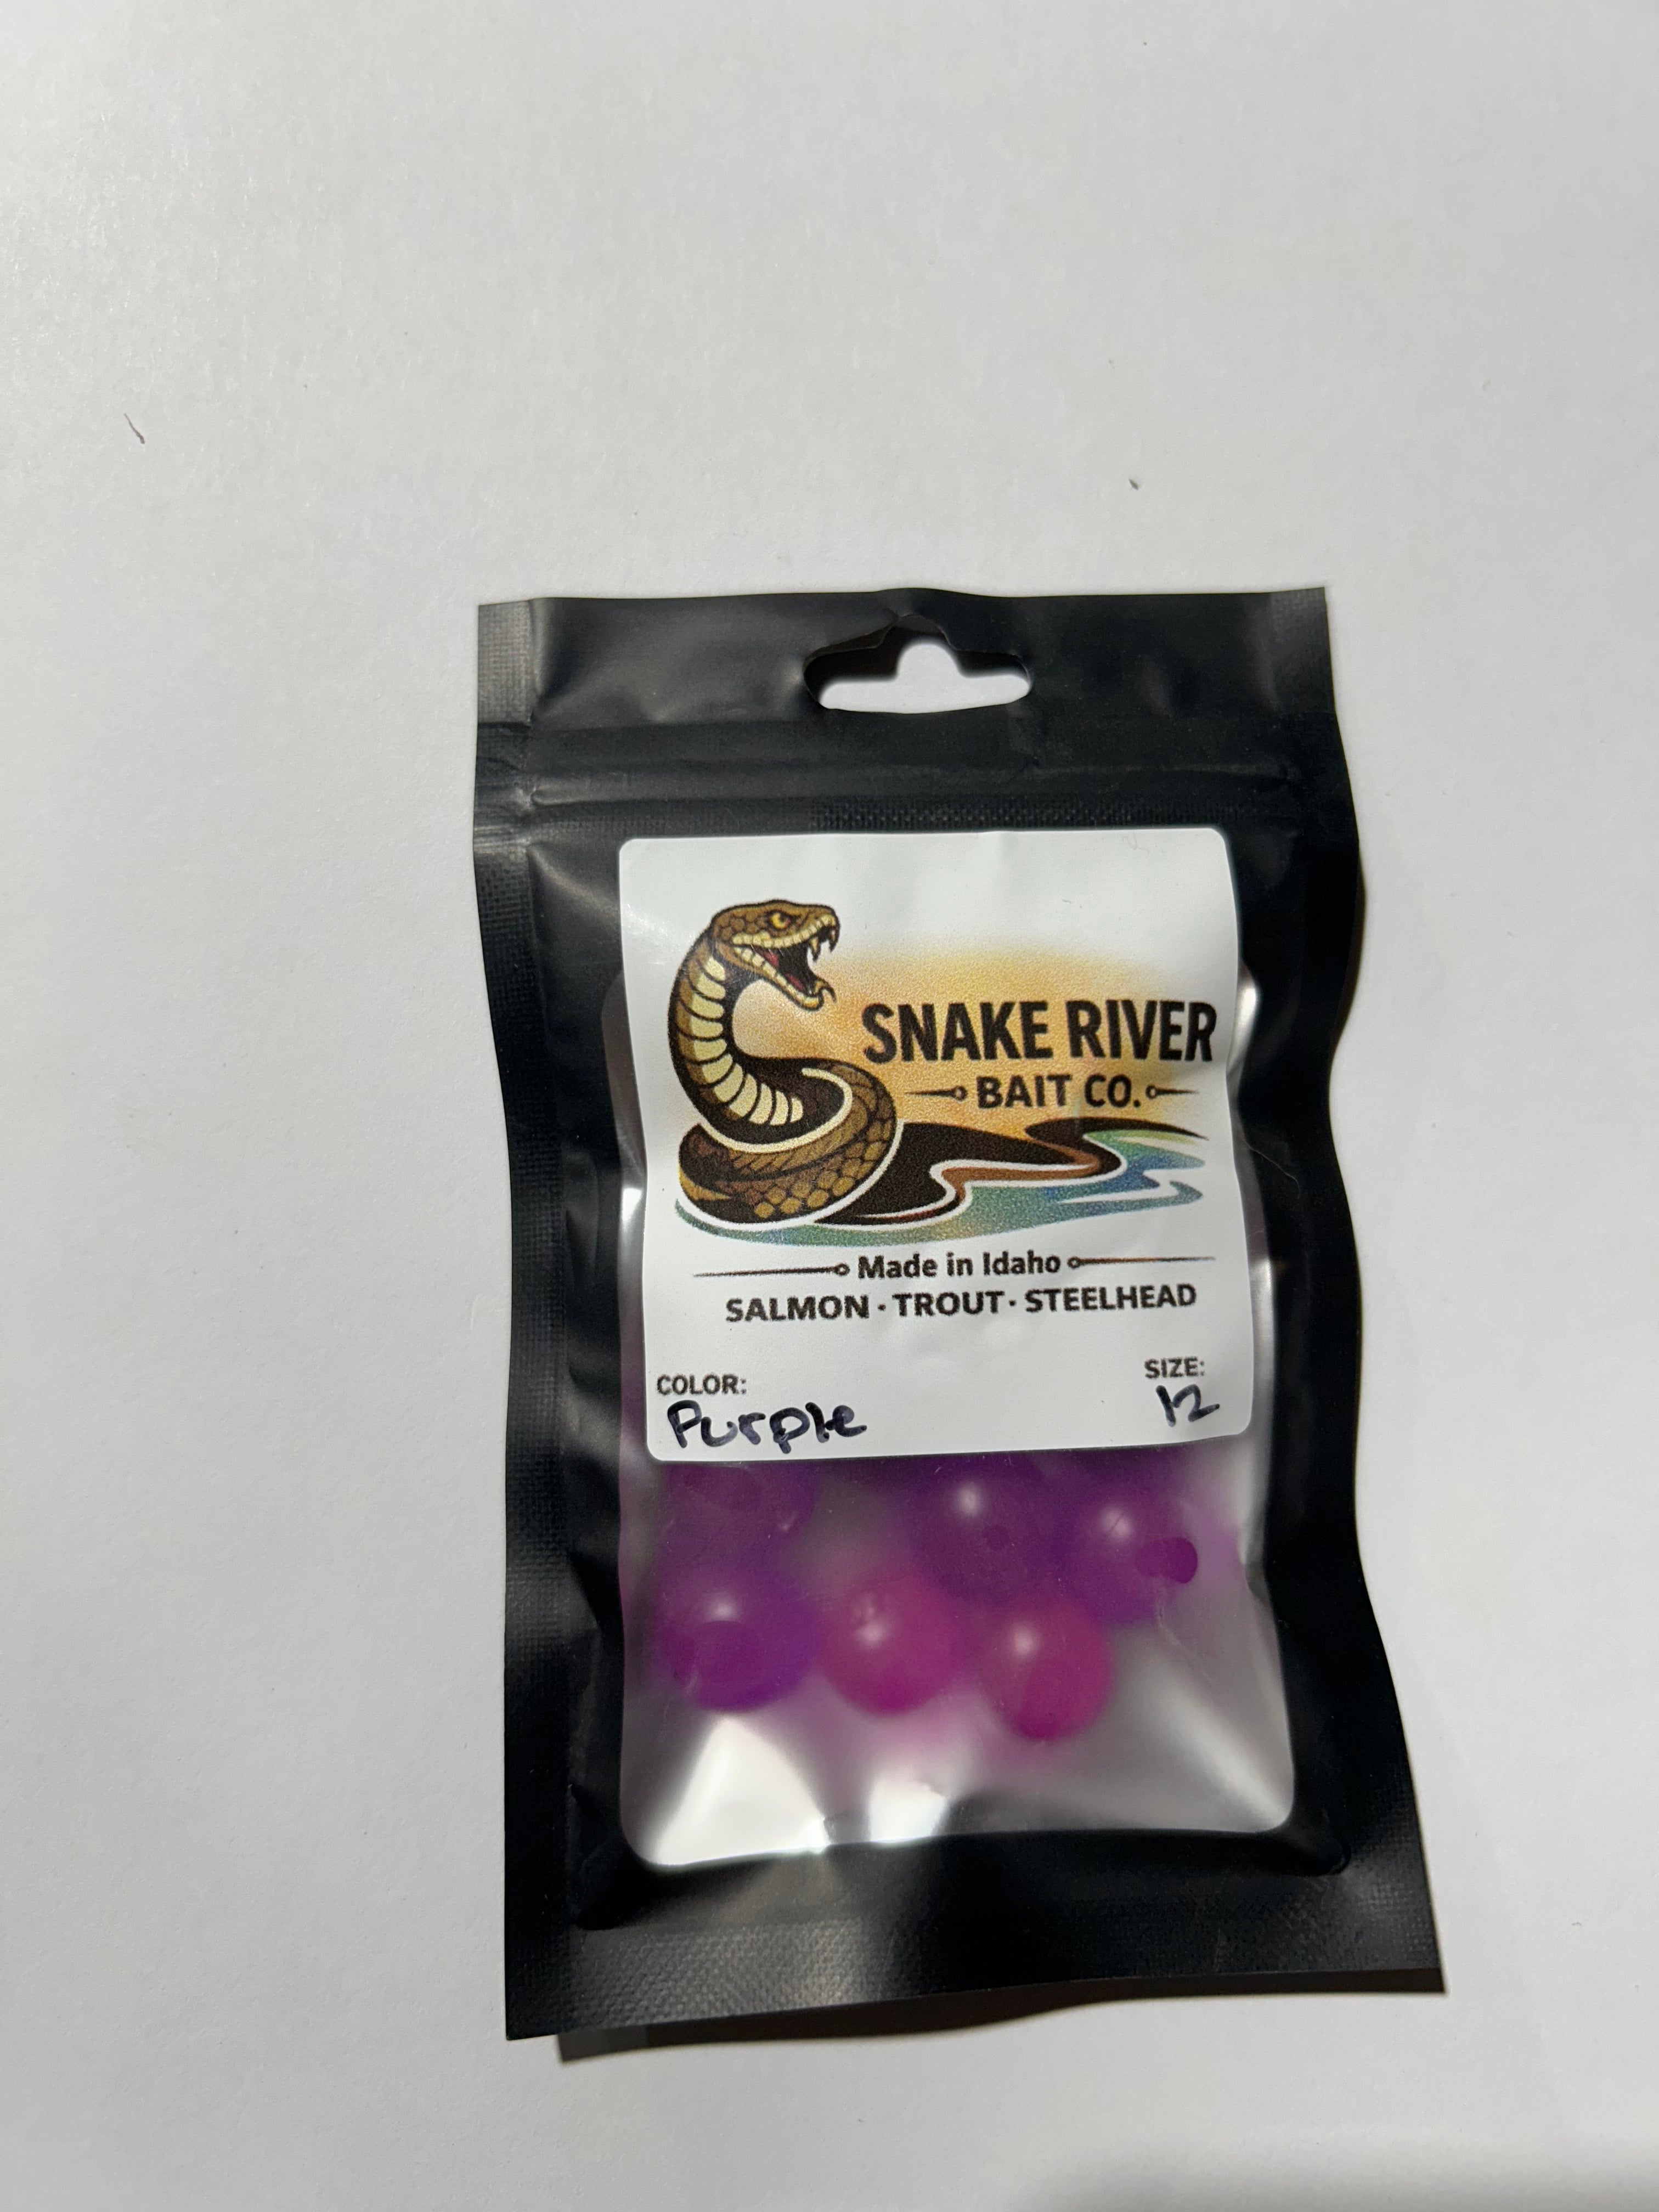 SNAKE RIVER
BAIT CO.
Made in Idaho
SALMON · TROUT · STEELHEAD
COLOR: SIZE:
Purple 12